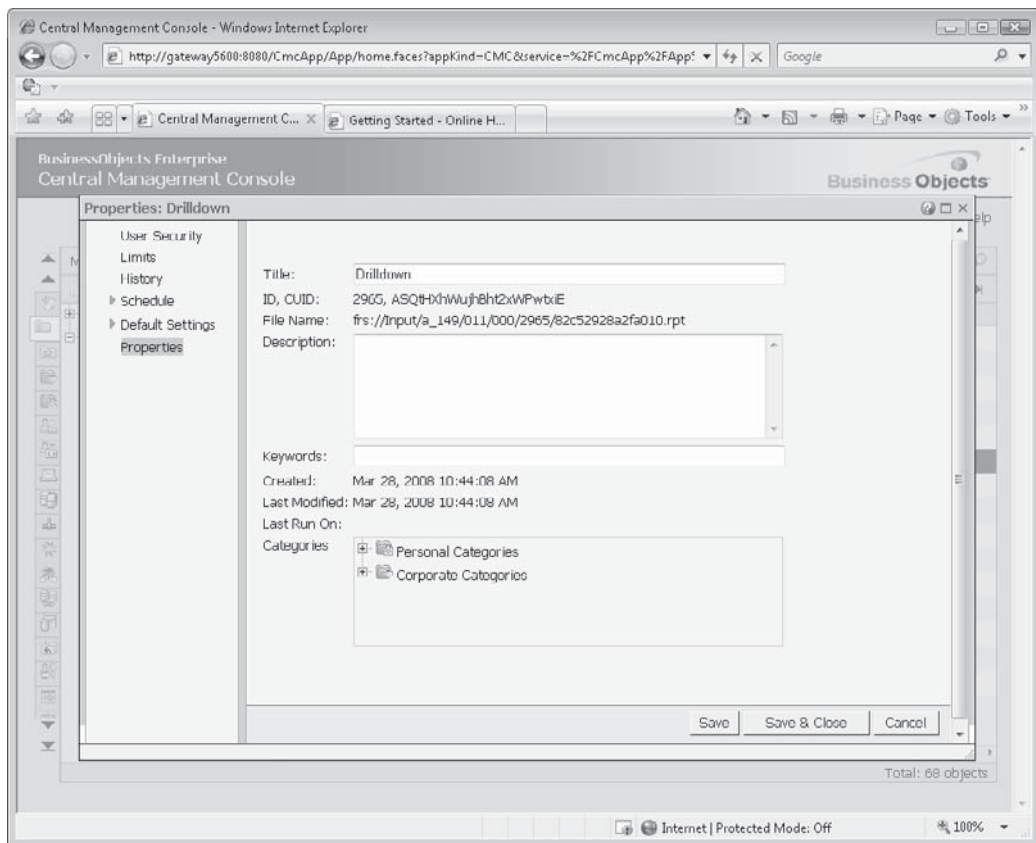 Central Management Console - Windows Internet Explorer
http://gateway5600:8080/CmcApp/App/home.faces?appKind=CMC&service=%2FCmcApp%2FApp
Google
Central Management C...
Getting Started - Online H...
Page
Tools
BusinessObjects Enterprise
Central Management Console
Business Objects
Properties: Drilldown
elp
User Security
M
Limits
History
Title: Drilldown
Schedule
ID, CUID: 2965, ASQtHXhWujhBht2xWPwtxiE
Default Settings
File Name: frs://Input/a_149/011/000/2965/82c52928a2fa010.rpt
Properties
Description:
Keywords:
Created: Mar 28, 2008 10:44:08 AM
Last Modified: Mar 28, 2008 10:44:08 AM
Last Run On:
Categories
Personal Categories
Corporate Categories
Save
Save & Close
Cancel
Total: 68 objects
Internet | Protected Mode: Off
100%